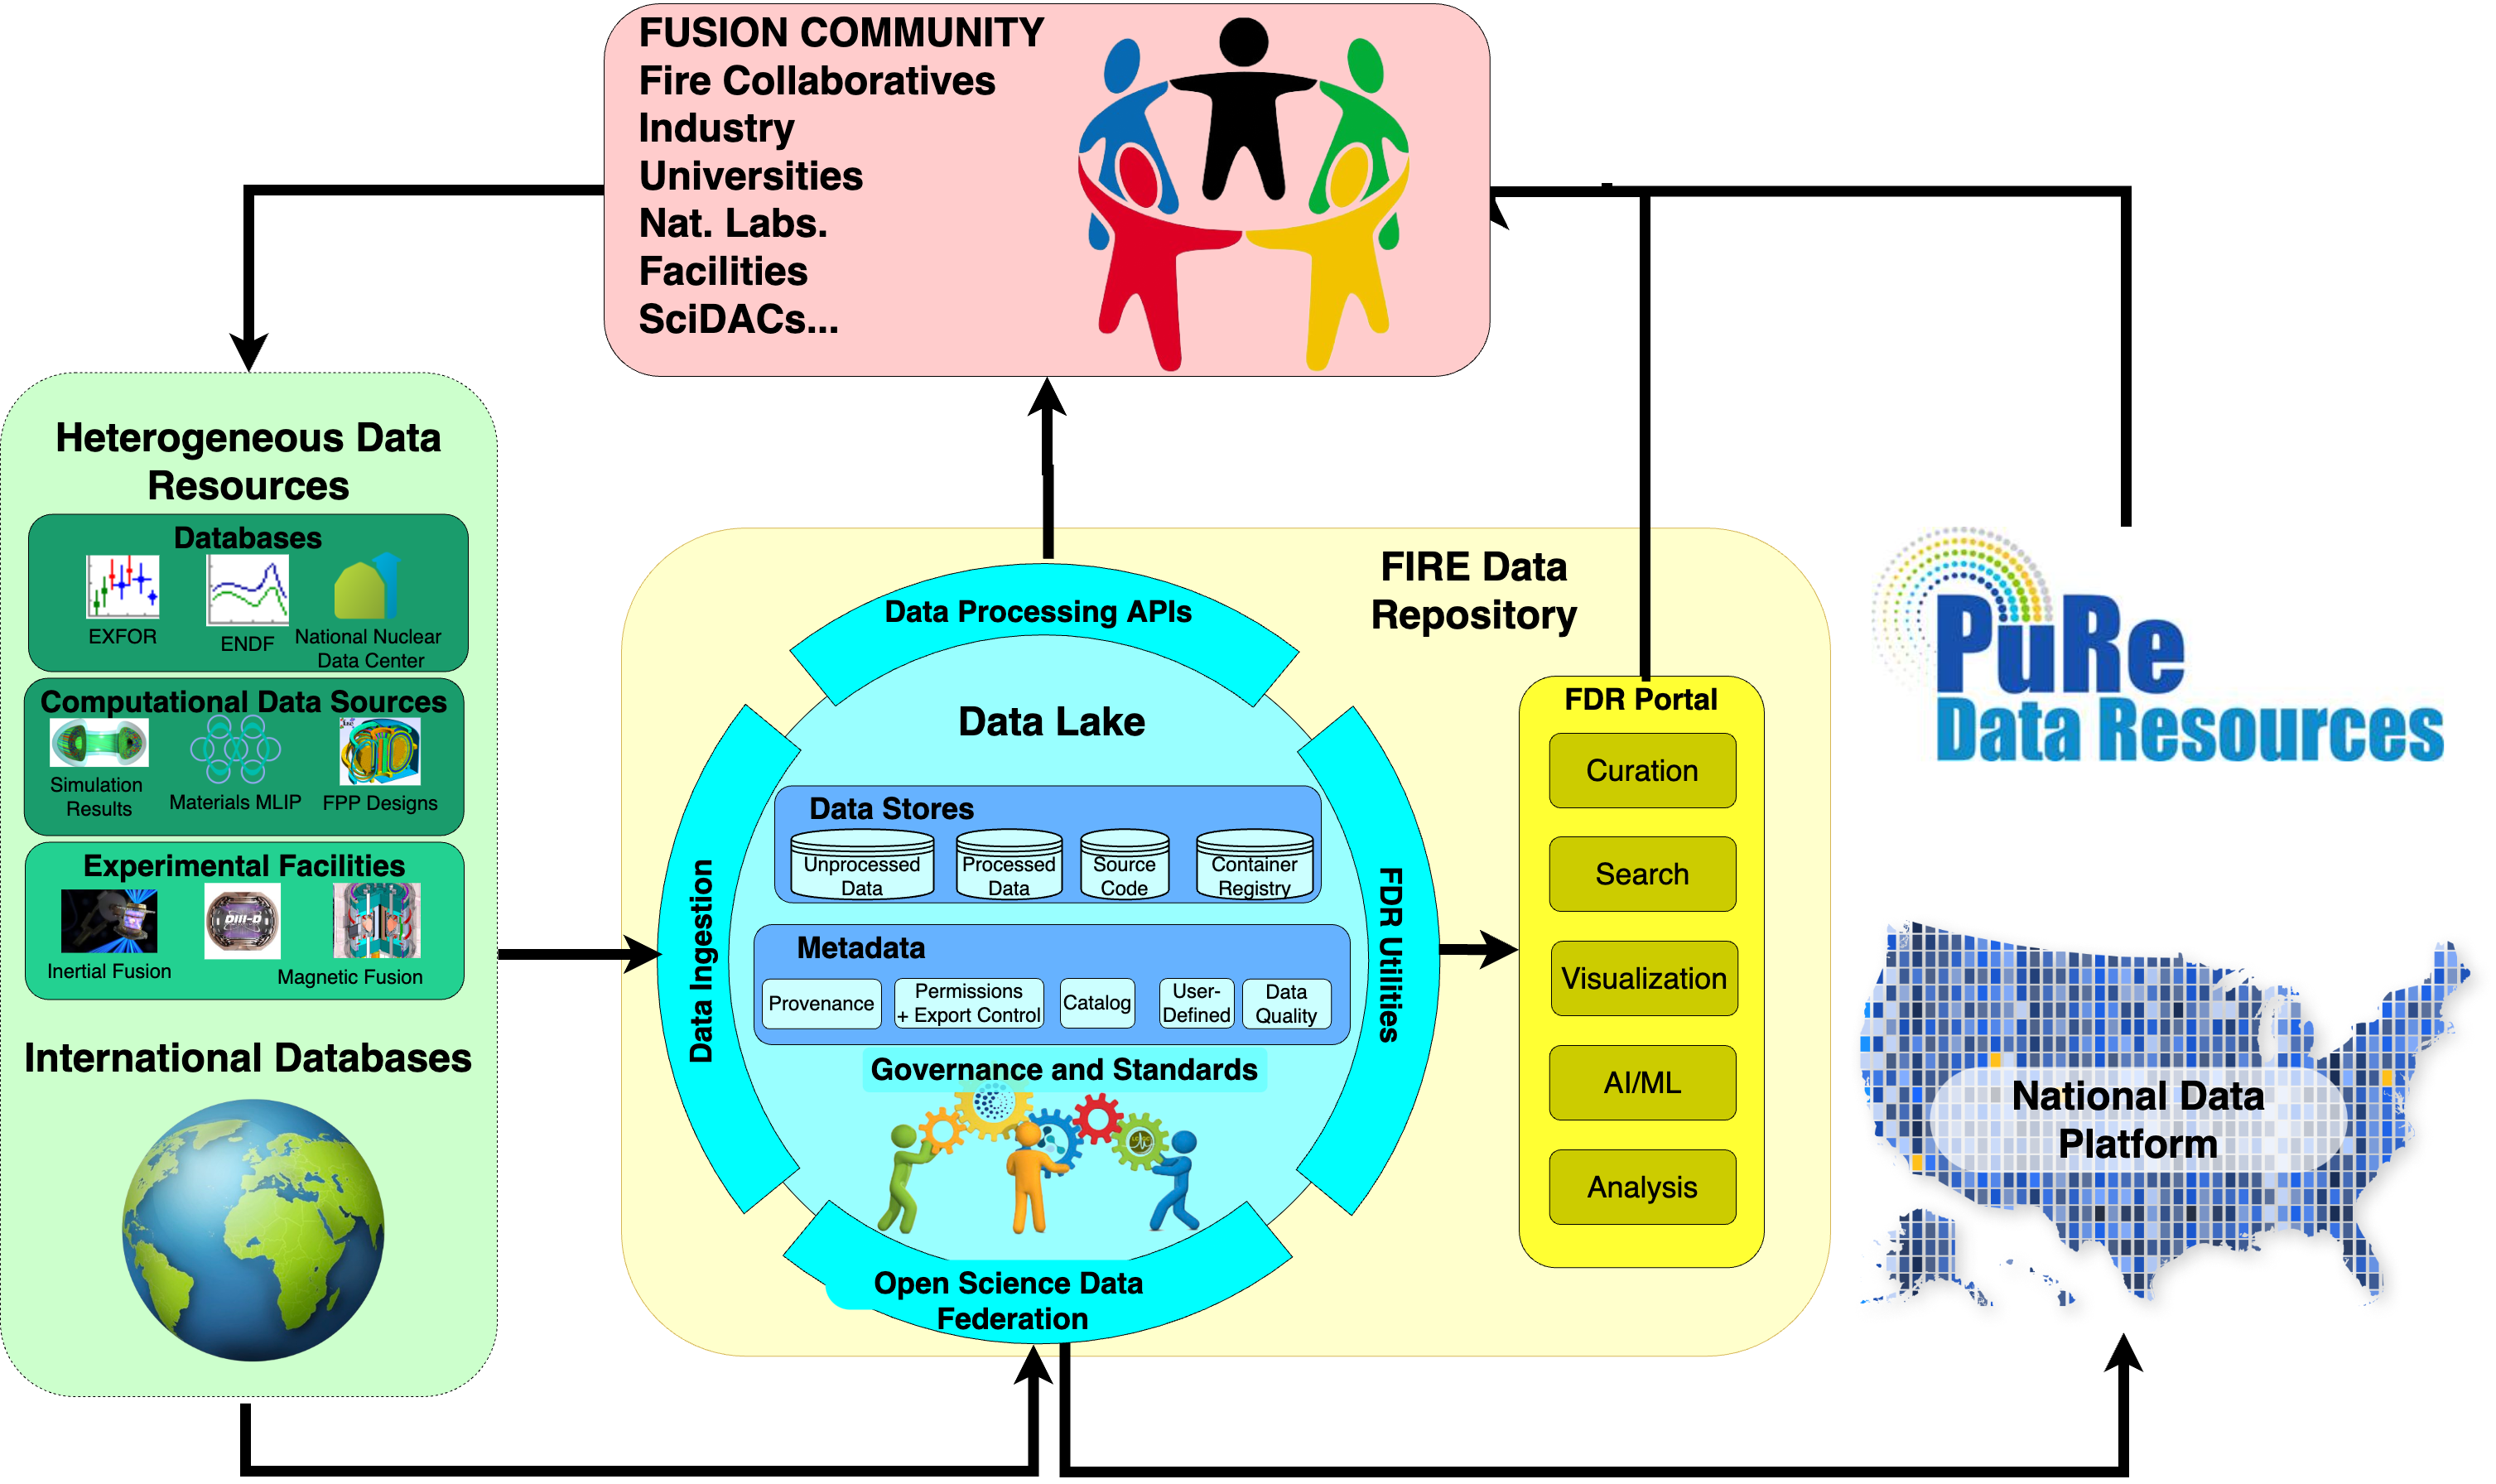 FUSION COMMUNITY
Fire Collaboratives
Industry
Universities
Nat. Labs.
Facilities
SciDACs...
Heterogeneous Data
Resources
Databases
EXFOR
ENDF
National Nuclear
Data Center
Computational Data Sources
Simulation
Results
Materials MLIP
FPP Designs
Experimental Facilities
DIII-D
Inertial Fusion
Magnetic Fusion
International Databases
FIRE Data
Repository
Data Processing APIs
Data Ingestion
FDR Utilities
Data Lake
Data Stores
Unprocessed
Data
Processed
Data
Source
Code
Container
Registry
Metadata
Provenance
Permissions
+ Export Control
Catalog
User-
Defined
Data
Quality
Governance and Standards
Open Science Data
Federation
FDR Portal
Curation
Search
Visualization
AI/ML
Analysis
PuRe
Data Resources
National Data
Platform